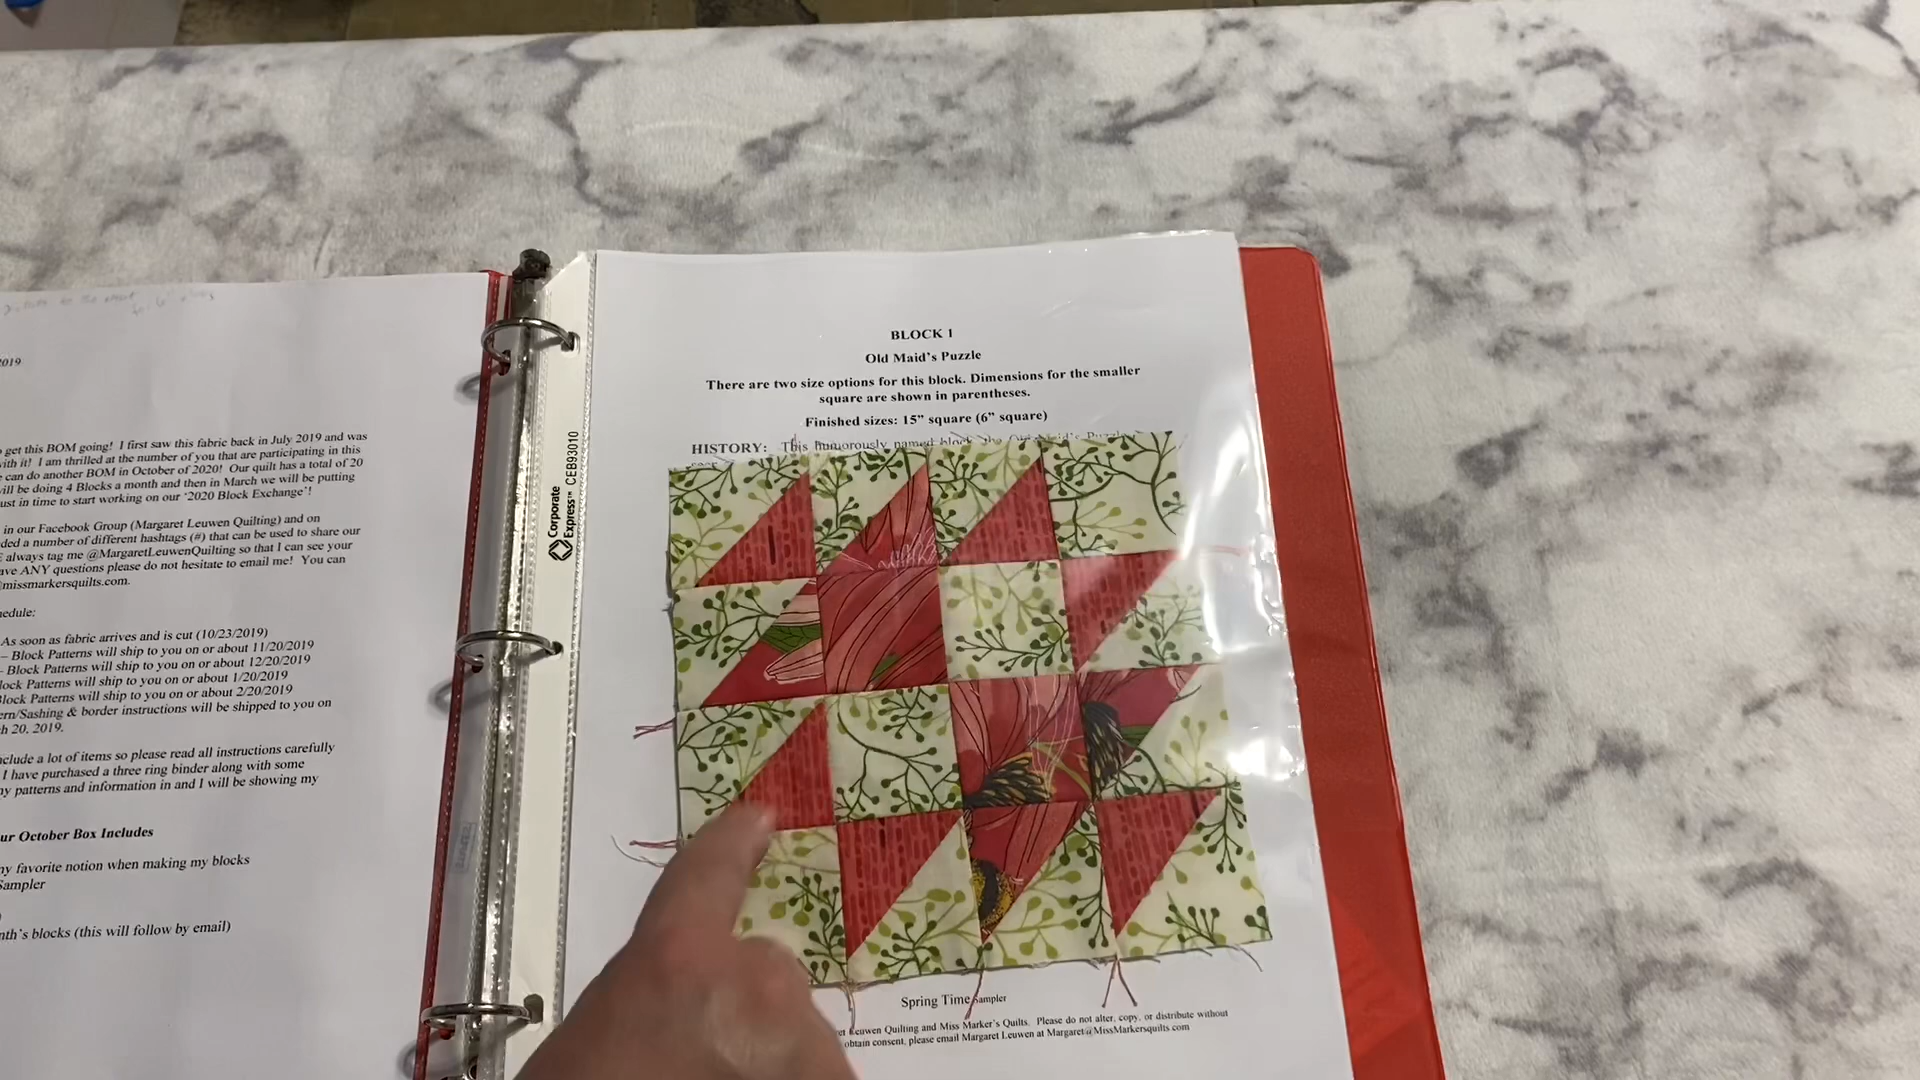 2019
get this BOM going! I first saw this fabric back in July 2019 and was
with it! I am thrilled at the number of you that are participating in this
can do another BOM in October of 2020! Our quilt has a total of 20
ill be doing 4 Blocks a month and then in March we will be putting
ust in time to start working on our ‘2020 Block Exchange’!
in our Facebook Group (Margaret Leuwen Quilting) and on
ded a number of different hashtags (#) that can be used to share our
always tag me @MargaretLeuwenQuilting so that I can see your
ave ANY questions please do not hesitate to email me! You can
@missmarkersquilts.com.
hedule:
As soon as fabric arrives and is cut (10/23/2019)
– Block Patterns will ship to you on or about 11/20/2019
– Block Patterns will ship to you on or about 12/20/2019
lock Patterns will ship to you on or about 1/20/2019
Block Patterns will ship to you on or about 2/20/2019
ern/Sashing & border instructions will be shipped to you on
ch 20, 2019.
nclude a lot of items so please read all instructions carefully
I have purchased a three ring binder along with some
ny patterns and information in and I will be showing my
ur October Box Includes
ny favorite notion when making my blocks
Sampler
nth’s blocks (this will follow by email)
Corporate
Express™ CEB93010
BLOCK 1
Old Maid’s Puzzle
There are two size options for this block. Dimensions for the smaller
square are shown in parentheses.
Finished sizes: 15” square (6” square)
HISTORY: This humorously named block
Spring Time Sampler
et Leuwen Quilting and Miss Marker’s Quilts. Please do not alter, copy, or distribute without
obtain consent, please email Margaret Leuwen at Margaret@MissMarkersquilts.com